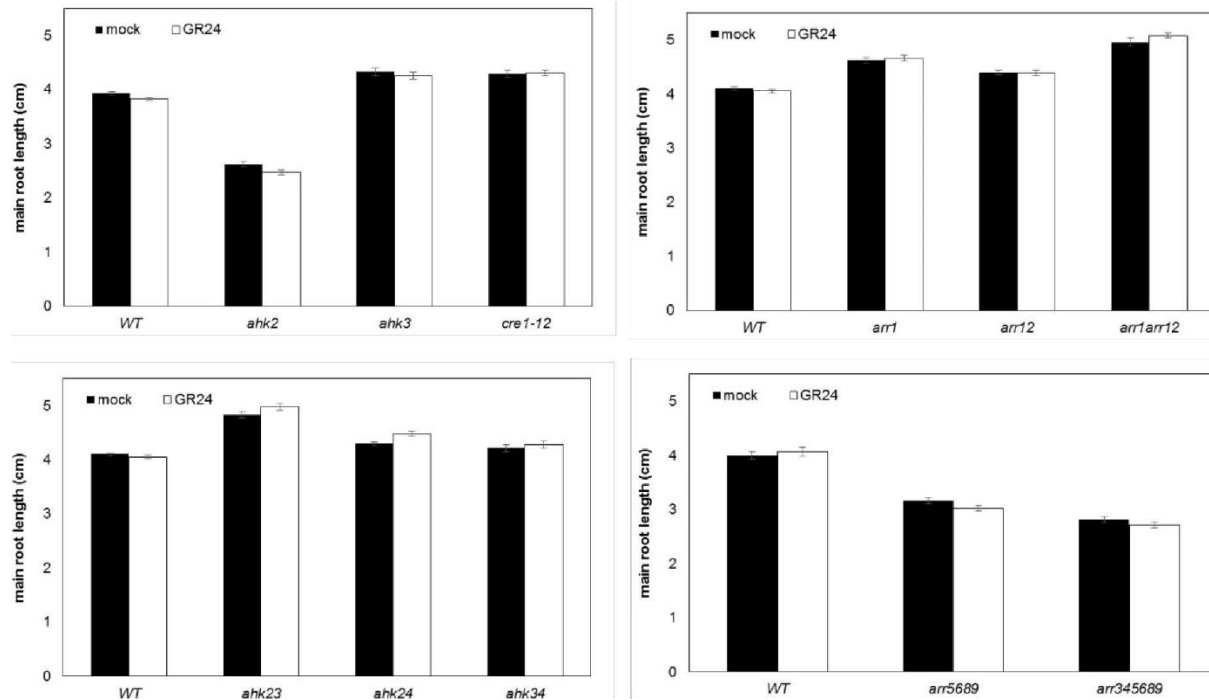 5
mock GR24
4
3
2
1
0
main root length (cm)
WT ahk2 ahk3 cre1-12
5
mock GR24
4
3
2
1
0
main root length (cm)
WT arr1 arr12 arr1arr12
5
mock GR24
4
3
2
1
0
main root length (cm)
WT ahk23 ahk24 ahk34
5
mock GR24
4
3
2
1
0
main root length (cm)
WT arr5689 arr345689